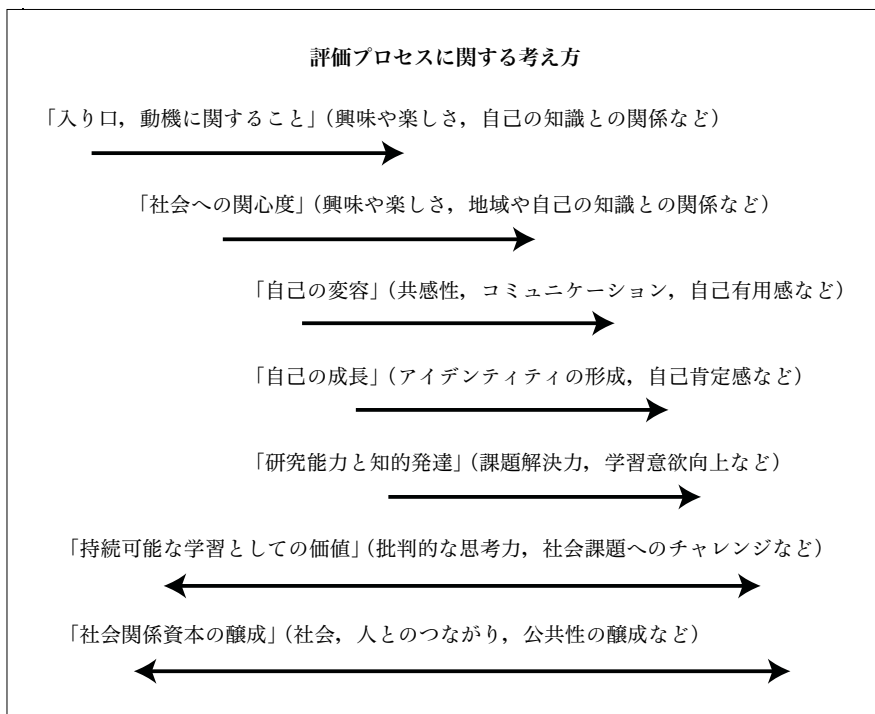 評価プロセスに関する考え方
「入り口，動機に関すること」（興味や楽しさ，自己の知識との関係など）
「社会への関心度」（興味や楽しさ，地域や自己の知識との関係など）
「自己の変容」（共感性，コミュニケーション，自己有用感など）
「自己の成長」（アイデンティティの形成，自己肯定感など）
「研究能力と知的発達」（課題解決力，学習意欲向上など）
「持続可能な学習としての価値」（批判的な思考力，社会課題へのチャレンジなど）
「社会関係資本の醸成」（社会，人とのつながり，公共性の醸成など）